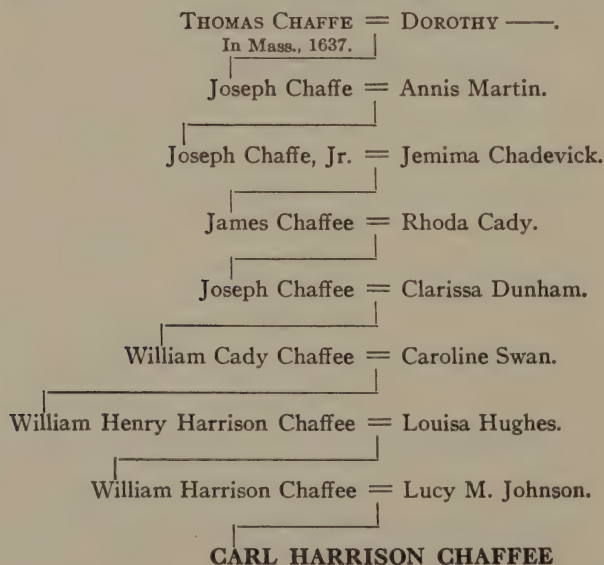 THOMAS CHAFFE = DOROTHY ——.
In Mass., 1637.
Joseph Chaffe = Annis Martin.
Joseph Chaffe, Jr. = Jemima Chadevick.
James Chaffee = Rhoda Cady.
Joseph Chaffee = Clarissa Dunham.
William Cady Chaffee = Caroline Swan.
William Henry Harrison Chaffee = Louisa Hughes.
William Harrison Chaffee = Lucy M. Johnson.
CARL HARRISON CHAFFEE